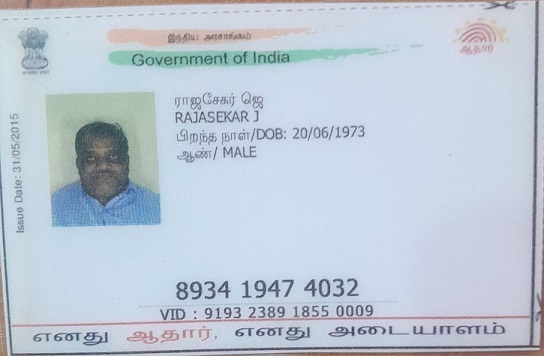 இந்திய அரசாங்கம்
Government of India
ஆதார்
ராஜசேகர் ஜெ
RAJASEKAR J
பிறந்த நாள்/DOB: 20/06/1973
ஆண்/ MALE
Issue Date: 31/05/2015
8934 1947 4032
VID : 9193 2389 1855 0009
எனது ஆதார், எனது அடையாளம்